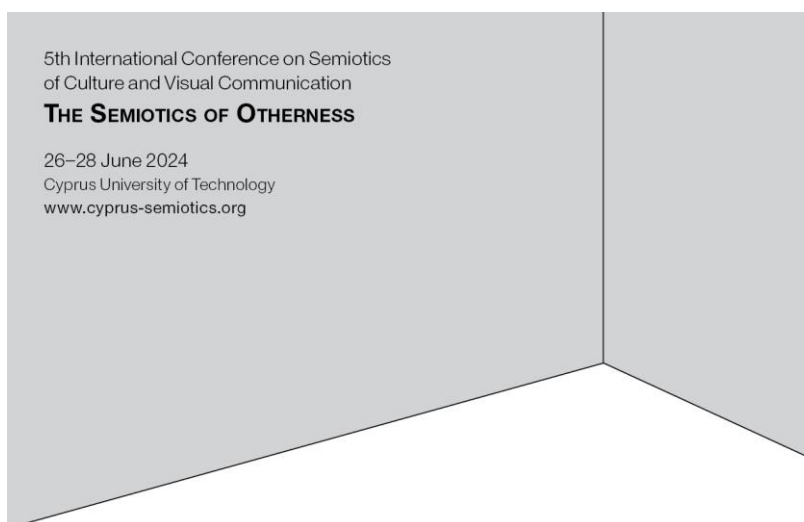 5th International Conference on Semiotics
of Culture and Visual Communication
THE SEMIOTICS OF OTHERNESS
26–28 June 2024
Cyprus University of Technology
www.cyprus-semiotics.org